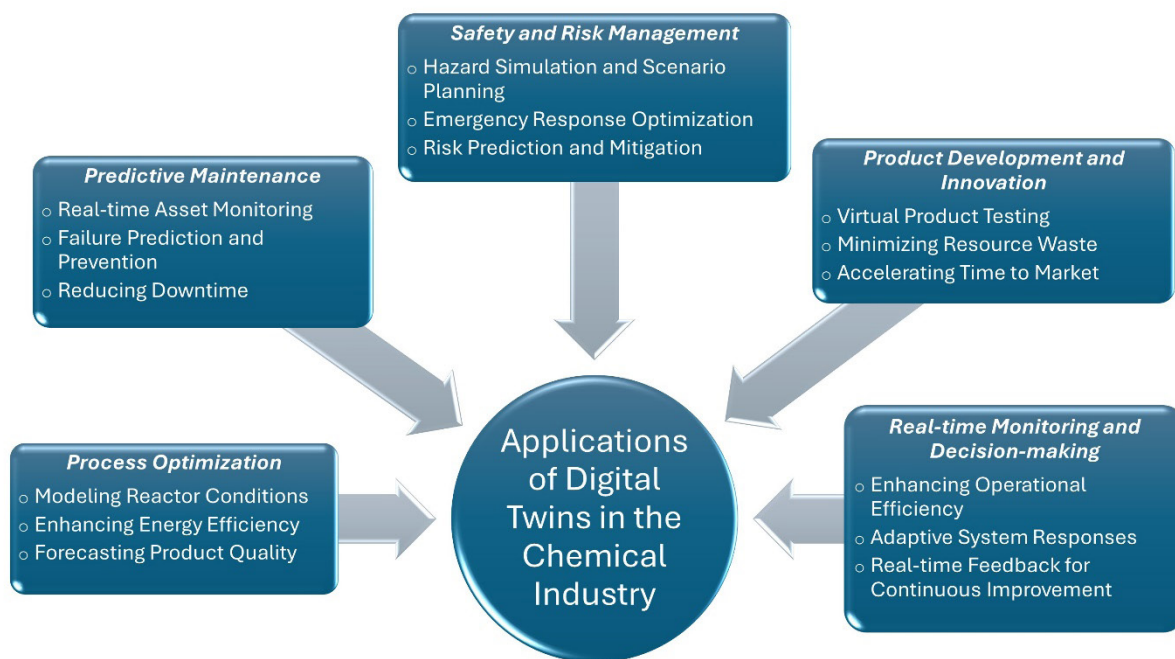 Safety and Risk Management
o Hazard Simulation and Scenario
Planning
o Emergency Response Optimization
o Risk Prediction and Mitigation
Predictive Maintenance
o Real-time Asset Monitoring
o Failure Prediction and
Prevention
o Reducing Downtime
Product Development and
Innovation
o Virtual Product Testing
o Minimizing Resource Waste
o Accelerating Time to Market
Process Optimization
o Modeling Reactor Conditions
o Enhancing Energy Efficiency
o Forecasting Product Quality
Applications
of Digital
Twins in the
Chemical
Industry
Real-time Monitoring and
Decision-making
o Enhancing Operational
Efficiency
o Adaptive System Responses
o Real-time Feedback for
Continuous Improvement